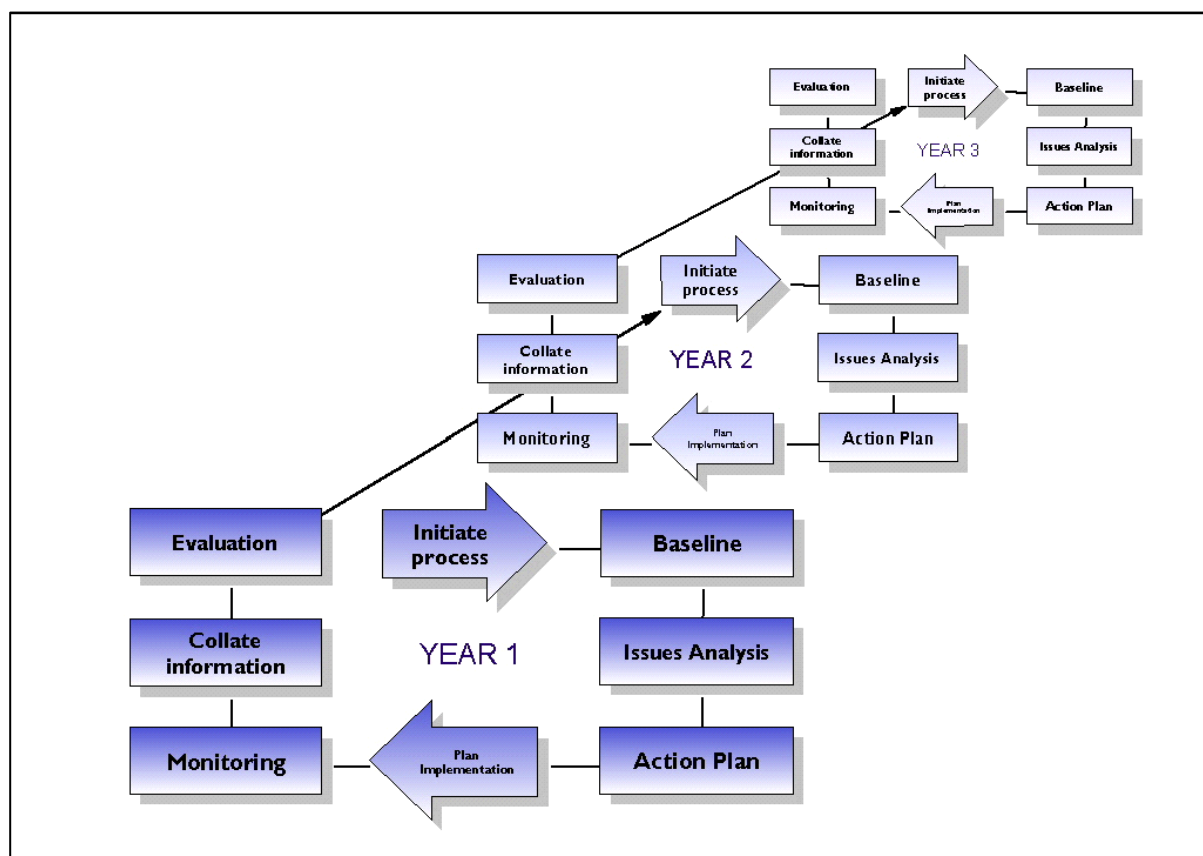 Evaluation
Initiate
process
Baseline
Collate
information
YEAR 3
Issues Analysis
Monitoring
Plan
Implementation
Action Plan
Evaluation
Initiate
process
Baseline
Collate
information
YEAR 2
Issues Analysis
Monitoring
Plan
Implementation
Action Plan
Evaluation
Initiate
process
Baseline
Collate
information
YEAR 1
Issues Analysis
Monitoring
Plan
Implementation
Action Plan